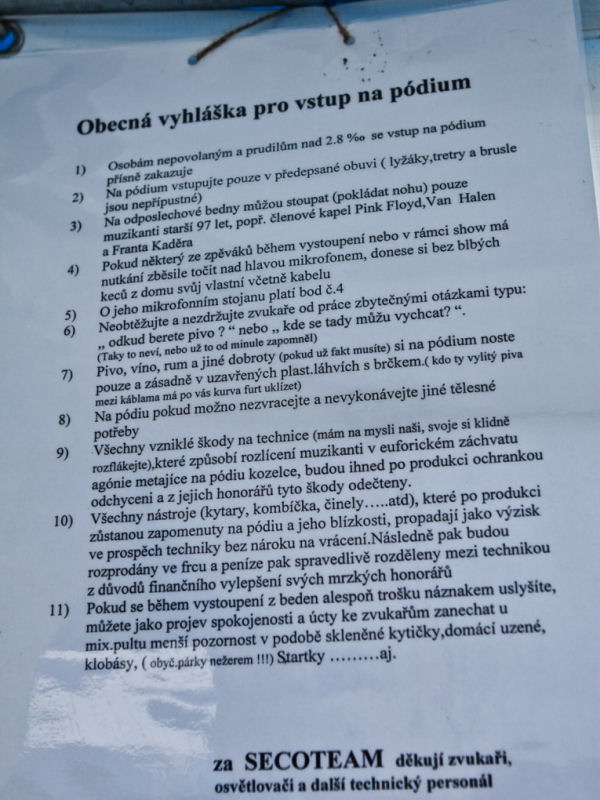 Obecná vyhláška pro vstup na pódium
1) Osobám nepovolaným a prudilům nad 2.8 ‰ se vstup na pódium
přísně zakazuje
2) Na pódium vstupujte pouze v předepsané obuvi ( lyžáky,tretry a brusle
jsou nepřípustné)
3) Na odposlechové bedny můžou stoupat (pokládat nohu) pouze
muzikanti starší 97 let, popř. členové kapel Pink Floyd,Van Halen
a Franta Kaděra
4) Pokud některý ze zpěváků během vystoupení nebo v rámci show má
nutkání zběsile točit nad hlavou mikrofonem, donese si bez blbých
keců z domu svůj vlastní včetně kabelu
5) O jeho mikrofonním stojanu platí bod č.4
6) Neobtěžujte a nezdržujte zvukaře od práce zbytečnými otázkami typu:
„ odkud berete pivo ? “ nebo „ kde se tady můžu vychcat? “.
(Taky to neví, nebo už to od minule zapomněl)
7) Pivo, víno, rum a jiné dobroty (pokud už fakt musíte) si na pódium noste
pouze a zásadně v uzavřených plast.láhvích s brčkem.( kdo ty vylitý piva
mezi káblama má po vás kurva furt uklízet)
8) Na pódiu pokud možno nezvracejte a nevykonávejte jiné tělesné
potřeby
9) Všechny vzniklé škody na technice (mám na mysli naši, svoje si klidně
rozflákejte),které způsobí rozlícení muzikanti v euforickém záchvatu
agónie metajíce na pódiu kozelce, budou ihned po produkci ochrankou
odchyceni a z jejich honorářů tyto škody odečteny.
10) Všechny nástroje (kytary, kombíčka, činely…..atd), které po produkci
zůstanou zapomenuty na pódiu a jeho blízkosti, propadají jako výzisk
ve prospěch techniky bez nároku na vrácení.Následně pak budou
rozprodány ve frcu a peníze pak spravedlivě rozděleny mezi technikou
z důvodů finančního vylepšení svých mrzkých honorářů
11) Pokud se během vystoupení z beden alespoň trošku náznakem uslyšíte,
můžete jako projev spokojenosti a úcty ke zvukařům zanechat u
mix.pultu menší pozornost v podobě skleněné kytičky,domácí uzené,
klobásy, ( obyč.párky nežerem !!!) Startky ………aj.
za SECOTEAM děkují zvukaři,
osvětlovači a další technický personál